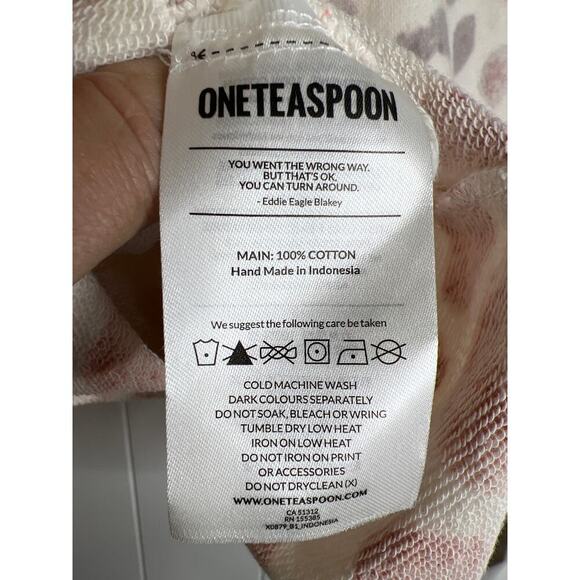 ONETEASPOON
YOU WENT THE WRONG WAY.
BUT THAT'S OK.
YOU CAN TURN AROUND.
- Eddie Eagle Blakey
MAIN: 100% COTTON
Hand Made in Indonesia
We suggest the following care be taken
COLD MACHINE WASH
DARK COLOURS SEPARATELY
DO NOT SOAK, BLEACH OR WRING
TUMBLE DRY LOW HEAT
IRON ON LOW HEAT
DO NOT IRON ON PRINT
OR ACCESSORIES
DO NOT DRYCLEAN (X)
WWW.ONETEASPOON.COM
CA 51312
RN 155385
X0879_B1_INDONESIA